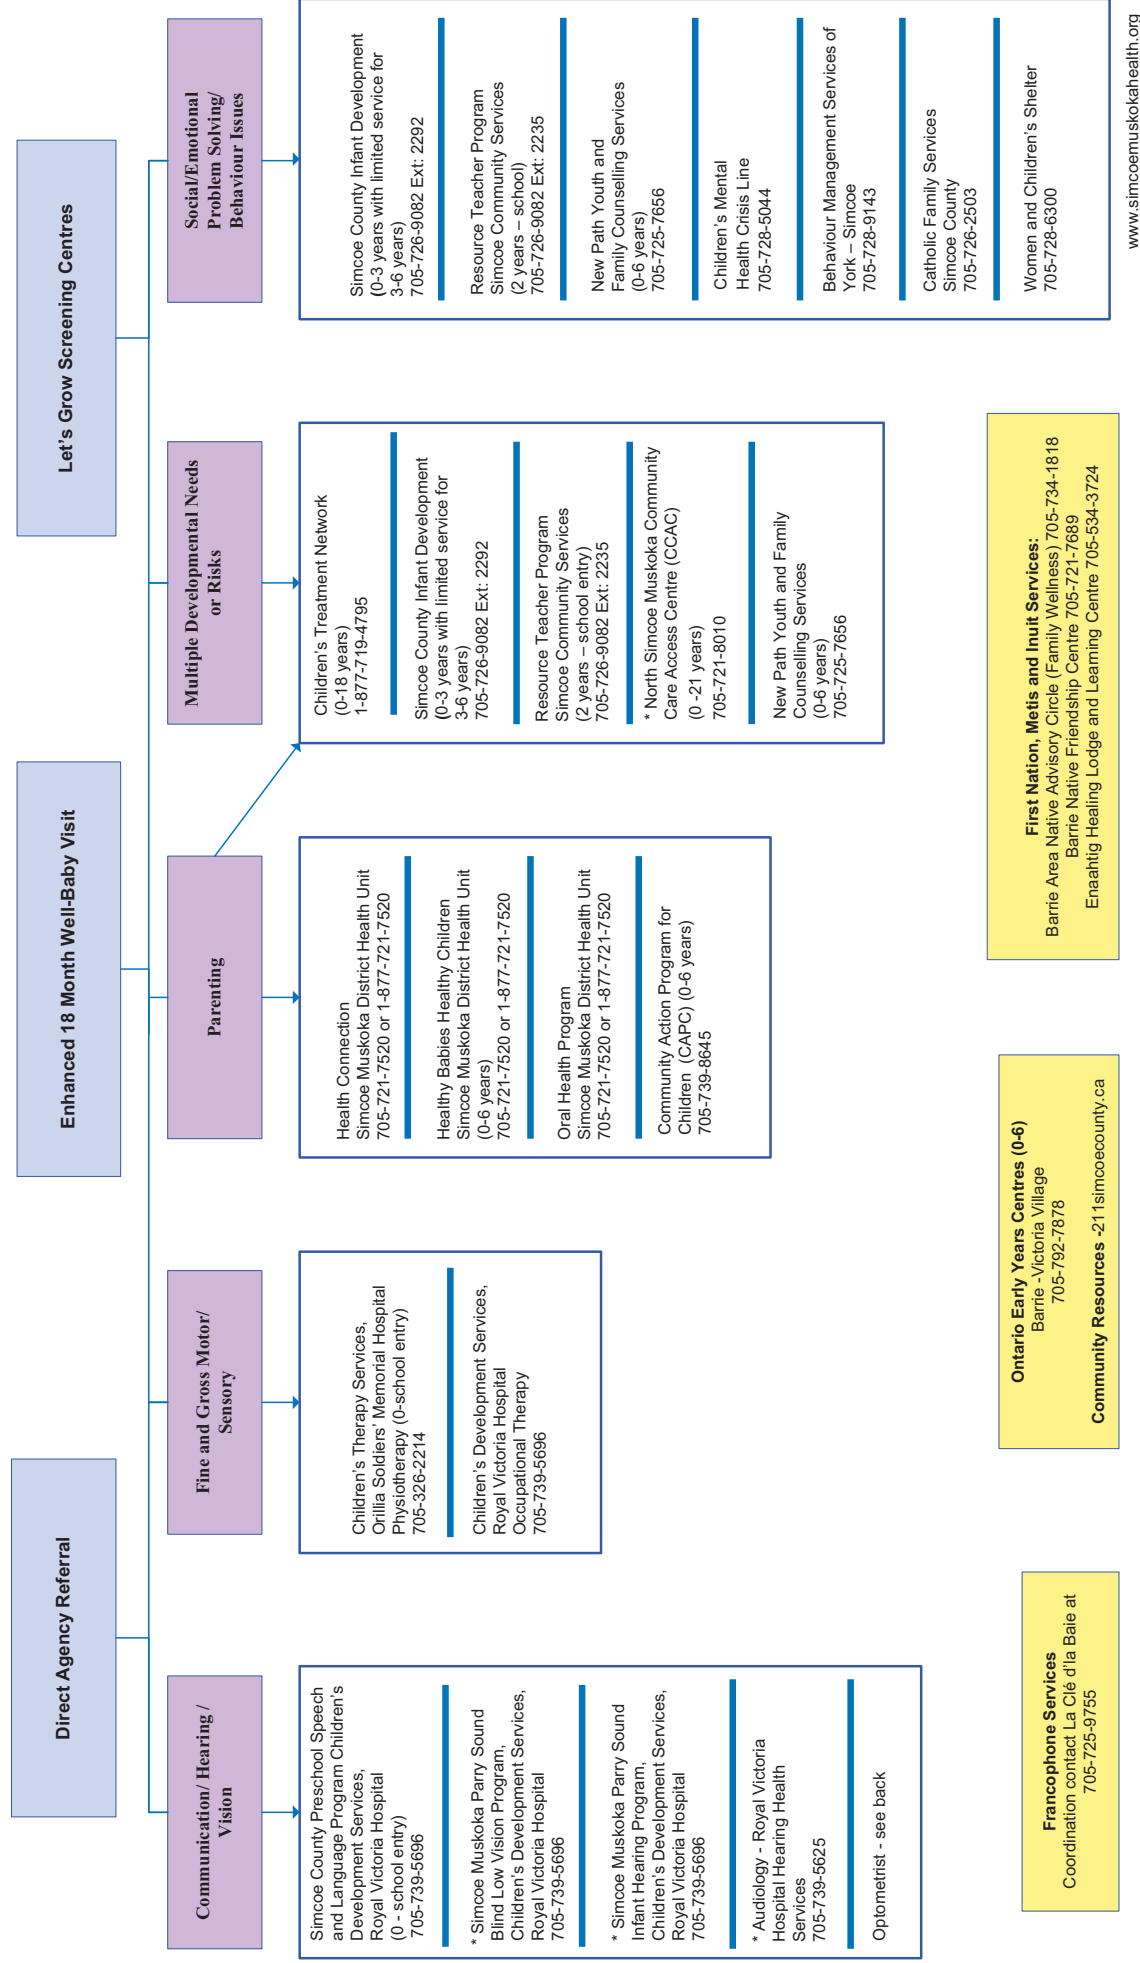 Direct Agency Referral
Enhanced 18 Month Well-Baby Visit
Let's Grow Screening Centres
Communication/ Hearing /
Vision
Fine and Gross Motor/
Sensory
Parenting
Multiple Developmental Needs
or Risks
Social/Emotional
Problem Solving/
Behaviour Issues
Simcoe County Preschool Speech
and Language Program Children's
Development Services,
Royal Victoria Hospital
(0 - school entry)
705-739-5696
* Simcoe Muskoka Parry Sound
Blind Low Vision Program,
Children's Development Services,
Royal Victoria Hospital
705-739-5696
* Simcoe Muskoka Parry Sound
Infant Hearing Program,
Children's Development Services,
Royal Victoria Hospital
705-739-5696
* Audiology - Royal Victoria
Hospital Hearing Health
Services
705-739-5625
Optometrist - see back
Children's Therapy Services,
Orillia Soldiers' Memorial Hospital
Physiotherapy (0-school entry)
705-326-2214
Children's Development Services,
Royal Victoria Hospital
Occupational Therapy
705-739-5696
Health Connection
Simcoe Muskoka District Health Unit
705-721-7520 or 1-877-721-7520
Healthy Babies Healthy Children
Simcoe Muskoka District Health Unit
(0-6 years)
705-721-7520 or 1-877-721-7520
Oral Health Program
Simcoe Muskoka District Health Unit
705-721-7520 or 1-877-721-7520
Community Action Program for
Children (CAPC) (0-6 years)
705-739-8645
Children's Treatment Network
(0-18 years)
1-877-719-4795
Simcoe County Infant Development
(0-3 years with limited service for
3-6 years)
705-726-9082 Ext: 2292
Resource Teacher Program
Simcoe Community Services
(2 years – school entry)
705-726-9082 Ext: 2235
* North Simcoe Muskoka Community
Care Access Centre (CCAC)
(0 -21 years)
705-721-8010
New Path Youth and Family
Counselling Services
(0-6 years)
705-725-7656
Simcoe County Infant Development
(0-3 years with limited service for
3-6 years)
705-726-9082 Ext: 2292
Resource Teacher Program
Simcoe Community Services
(2 years – school)
705-726-9082 Ext: 2235
New Path Youth and
Family Counselling Services
(0-6 years)
705-725-7656
Children's Mental
Health Crisis Line
705-728-5044
Behaviour Management Services of
York – Simcoe
705-728-9143
Catholic Family Services
Simcoe County
705-726-2503
Women and Children's Shelter
705-728-6300
Francophone Services
Coordination contact La Clé d'la Baie at
705-725-9755
Ontario Early Years Centres (0-6)
Barrie -Victoria Village
705-792-7878
Community Resources -211simcoecounty.ca
First Nation, Metis and Inuit Services:
Barrie Area Native Advisory Circle (Family Wellness) 705-734-1818
Barrie Native Friendship Centre 705-721-7689
Enaahtig Healing Lodge and Learning Centre 705-534-3724
www.simcoemuskokahealth.org